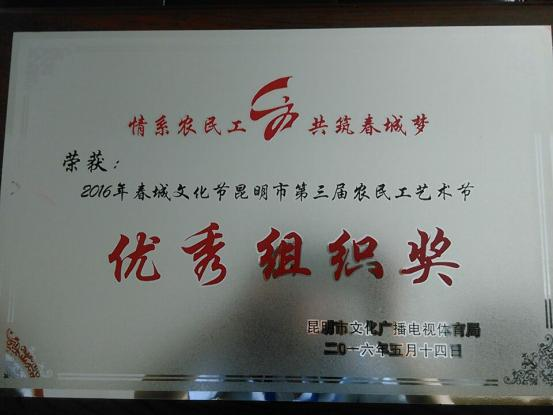 情系农民工 共筑春城梦
荣获：
2016年春城文化节昆明市第三届农民工艺术节
优秀组织奖
昆明市文化广播电视体育局
二〇一六年五月十四日